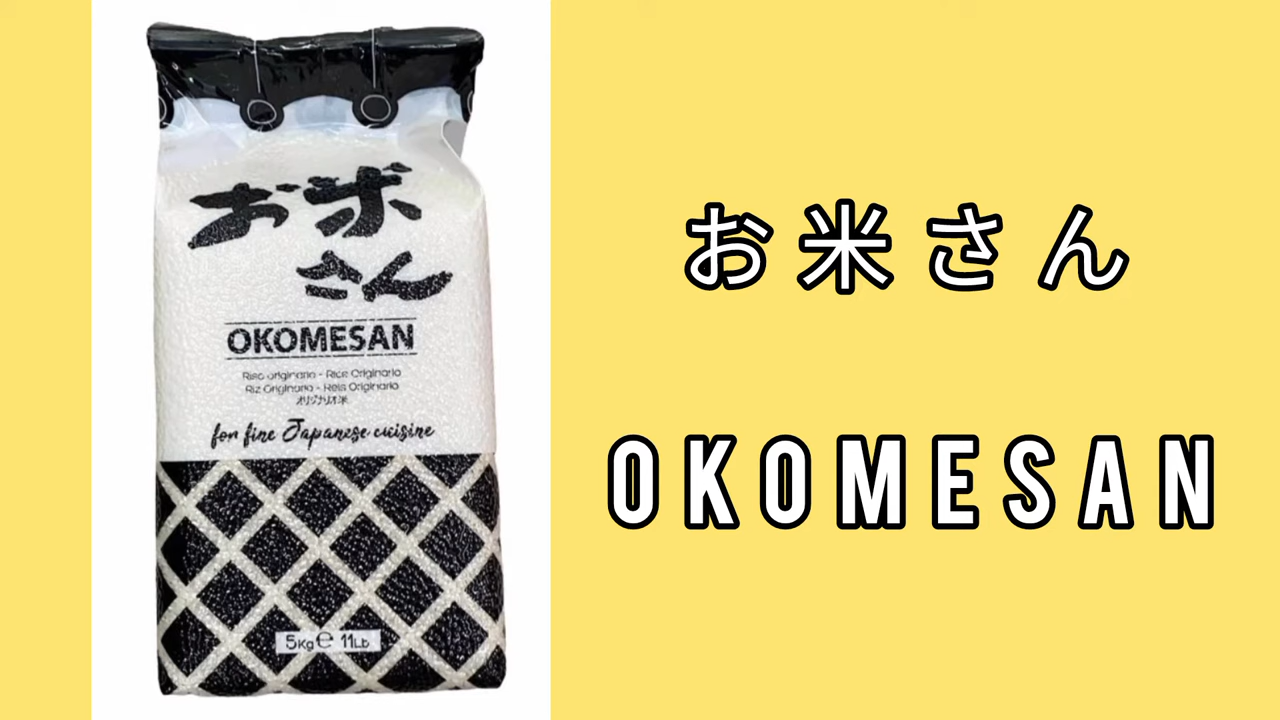 お米
さん
OKOMESAN
Riso Originario - Rice Originario
Riz Originario - Reis Originario
オリジナリオ米
for fine Japanese cuisine
5Kg e 11Lb
お米さん
OKOMESAN